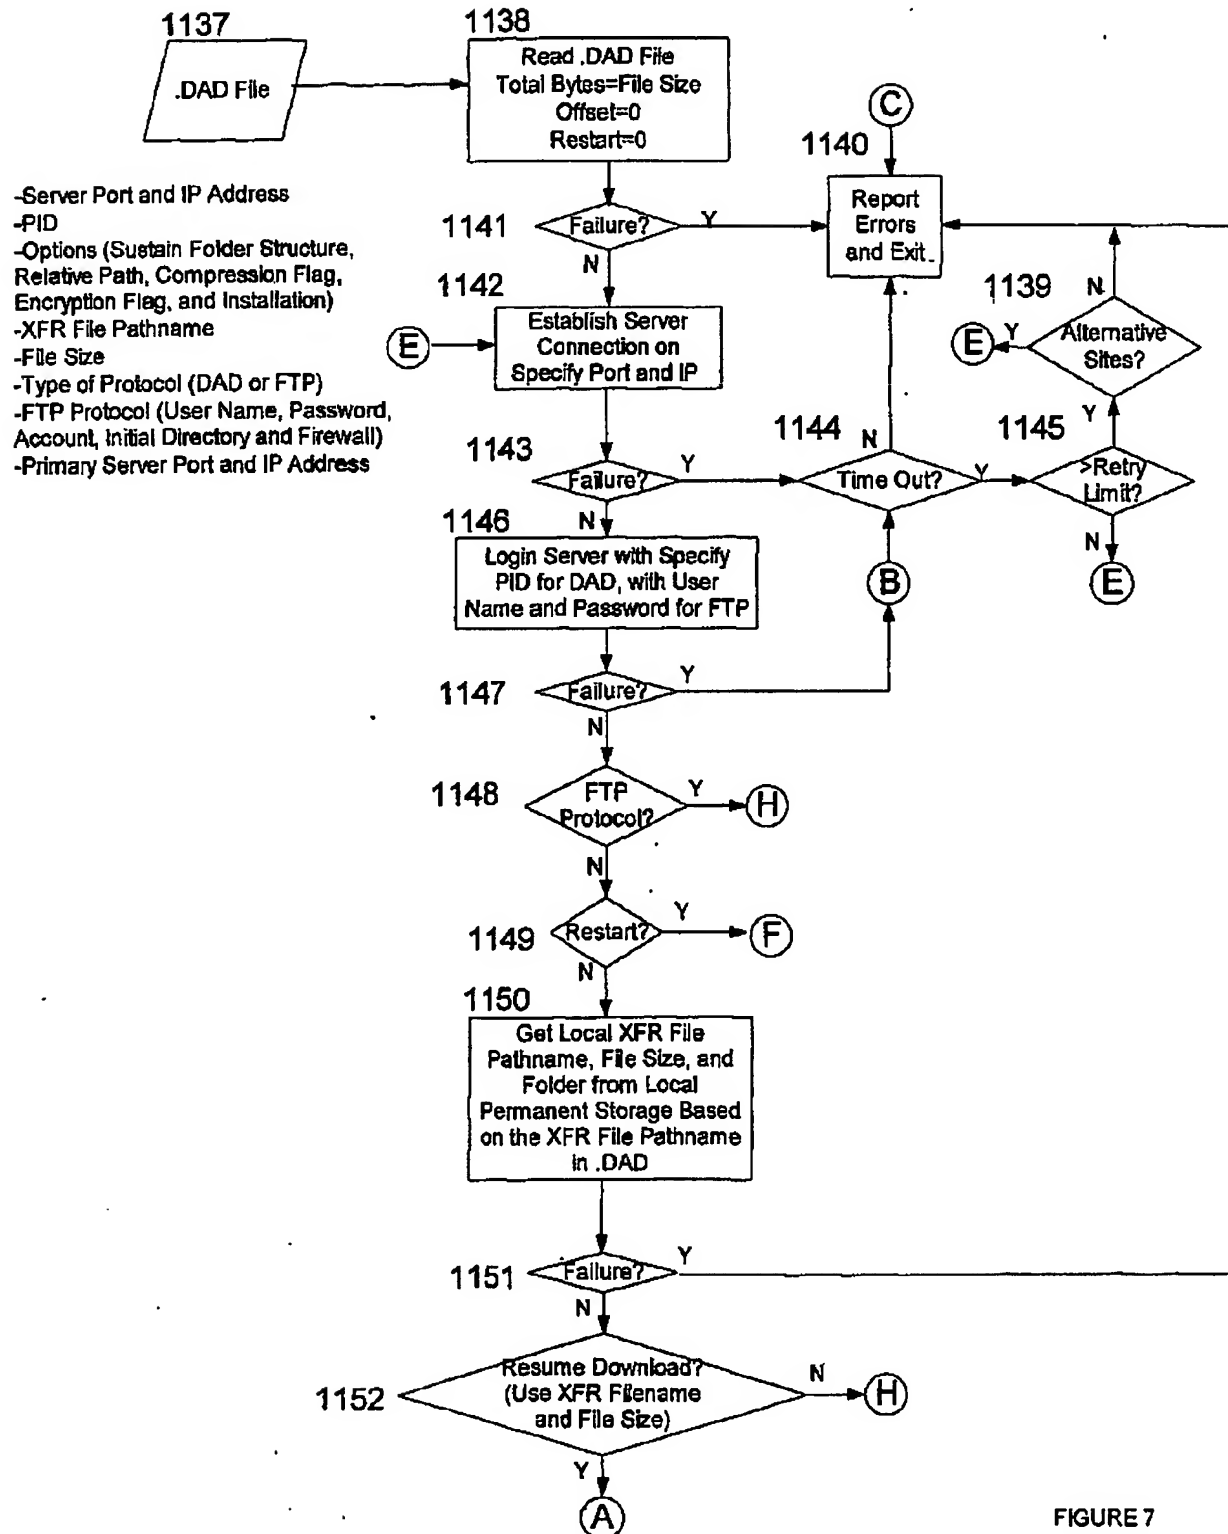 1137
.DAD File
1138
Read .DAD File
Total Bytes=File Size
Offset=0
Restart=0
-Server Port and IP Address
-PID
-Options (Sustain Folder Structure,
Relative Path, Compression Flag,
Encryption Flag, and Installation)
-XFR File Pathname
-File Size
-Type of Protocol (DAD or FTP)
-FTP Protocol (User Name, Password,
Account, Initial Directory and Firewall)
-Primary Server Port and IP Address
C
1140
Report
Errors
and Exit
1141
Failure?
Y
N
1142
E
Establish Server
Connection on
Specify Port and IP
1139
N
Y
E
Alternative
Sites?
Y
1143
Failure?
Y
N
1144
N
Time Out?
Y
1145
>Retry
Limit?
N
E
1146
Login Server with Specify
PID for DAD, with User
Name and Password for FTP
B
1147
Failure?
Y
N
1148
FTP
Protocol?
Y
H
N
1149
Restart?
Y
F
N
1150
Get Local XFR File
Pathname, File Size, and
Folder from Local
Permanent Storage Based
on the XFR File Pathname
in .DAD
1151
Failure?
Y
N
1152
Resume Download?
(Use XFR Filename
and File Size)
N
H
Y
A
FIGURE 7